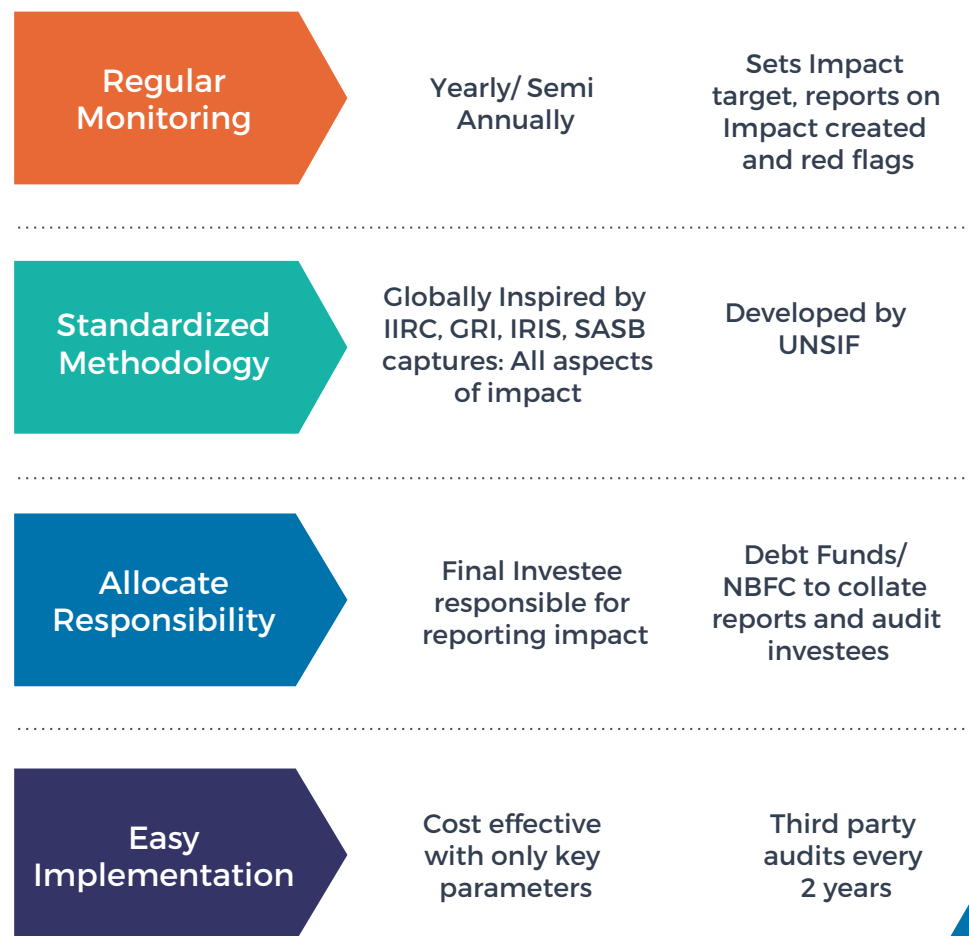 Regular
Monitoring
Yearly/ Semi
Annually
Sets Impact
target, reports on
Impact created
and red flags
Standardized
Methodology
Globally Inspired by
IIRC, GRI, IRIS, SASB
captures: All aspects
of impact
Developed by
UNSIF
Allocate
Responsibility
Final Investee
responsible for
reporting impact
Debt Funds/
NBFC to collate
reports and audit
investees
Easy
Implementation
Cost effective
with only key
parameters
Third party
audits every
2 years